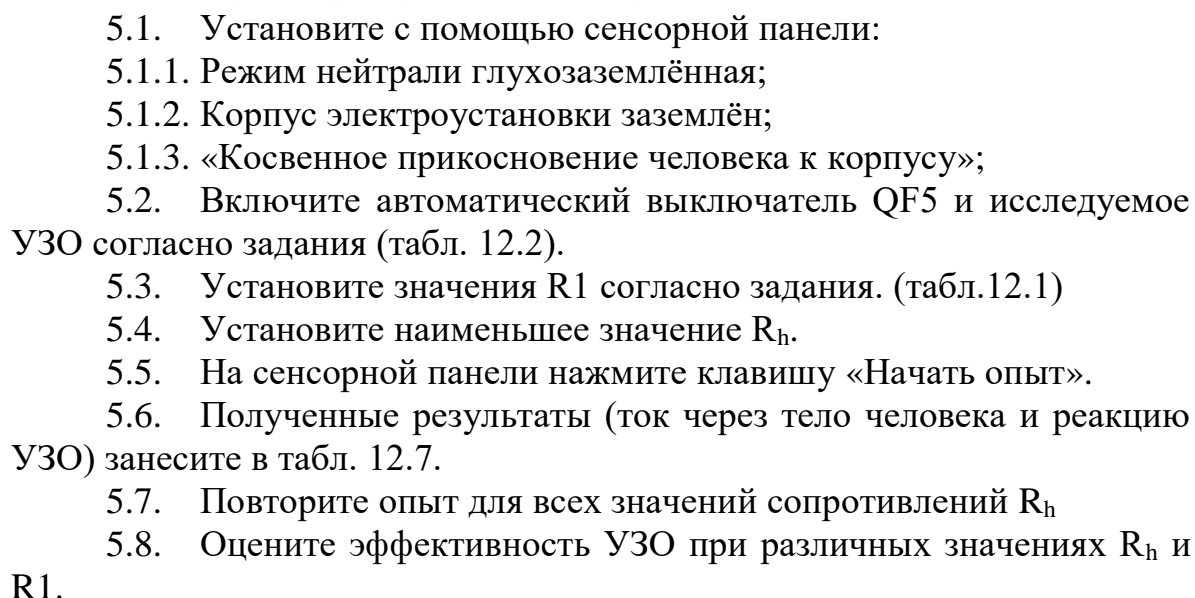 5.1. Установите с помощью сенсорной панели:
5.1.1. Режим нейтрали глухозаземлённая;
5.1.2. Корпус электроустановки заземлён;
5.1.3. «Косвенное прикосновение человека к корпусу»;
5.2. Включите автоматический выключатель QF5 и исследуемое
УЗО согласно задания (табл. 12.2).
5.3. Установите значения R1 согласно задания. (табл.12.1)
5.4. Установите наименьшее значение Rh.
5.5. На сенсорной панели нажмите клавишу «Начать опыт».
5.6. Полученные результаты (ток через тело человека и реакцию
УЗО) занесите в табл. 12.7.
5.7. Повторите опыт для всех значений сопротивлений Rh
5.8. Оцените эффективность УЗО при различных значениях Rh и
R1.